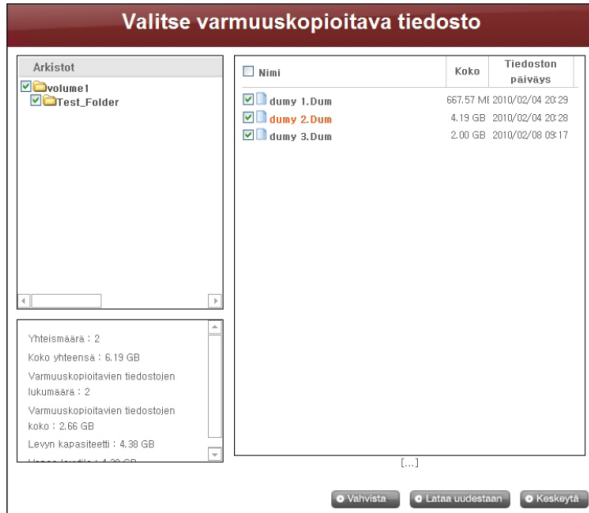 Valitse varmuuskopioitava tiedosto
Arkistot
volume1
Test_Folder
Nimi
Koko
Tiedoston
päiväys
dumy 1.Dum 667.57 MB 2010/02/04 20:29
dumy 2.Dum 4.19 GB 2010/02/04 20:28
dumy 3.Dum 2.00 GB 2010/02/08 09:17
Yhteismäärä : 2
Koko yhteensä : 6.19 GB
Varmuuskopioitavien tiedostojen
lukumäärä : 2
Varmuuskopioitavien tiedostojen
koko : 2.66 GB
Levyn kapasiteetti : 4.38 GB
[...]
Vahvista
Lataa uudestaan
Keskeytä